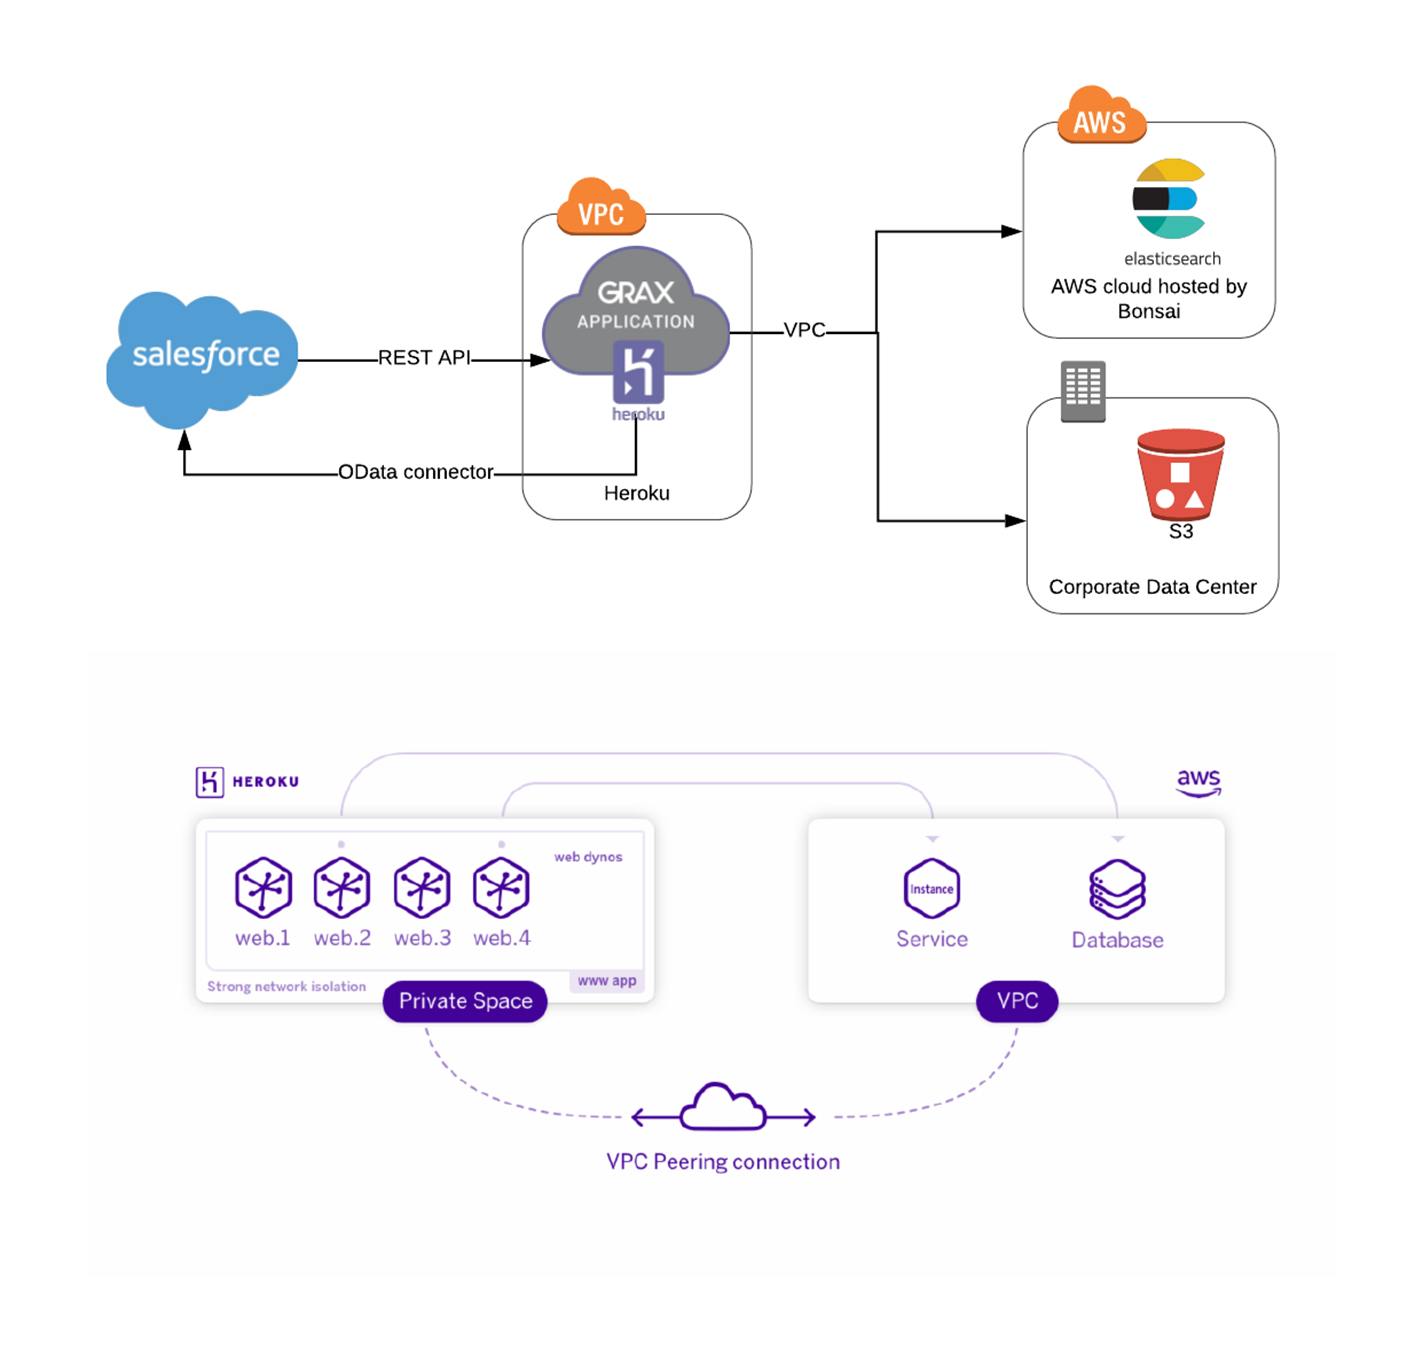 AWS
elasticsearch
AWS cloud hosted by
Bonsai
VPC
GRAX
APPLICATION
heroku
Heroku
salesforce
REST API
OData connector
VPC
S3
Corporate Data Center
HEROKU
aws
web dynos
web.1
web.2
web.3
web.4
Strong network isolation
www app
Private Space
Instance
Service
Database
VPC
VPC Peering connection